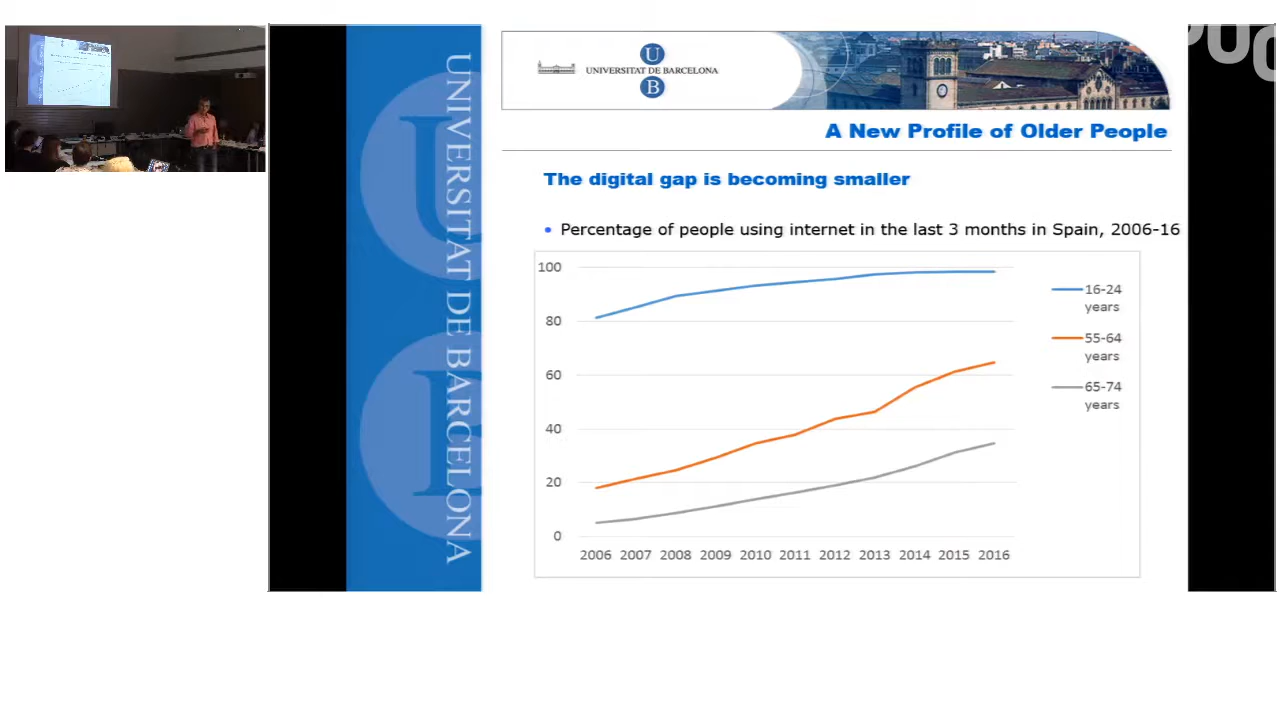 UNIVERSITAT DE BARCELONA
U
UNIVERSITAT DE BARCELONA
B
A New Profile of Older People
The digital gap is becoming smaller
• Percentage of people using internet in the last 3 months in Spain, 2006-16
100
80
60
40
20
0
2006 2007 2008 2009 2010 2011 2012 2013 2014 2015 2016
16-24
years
55-64
years
65-74
years